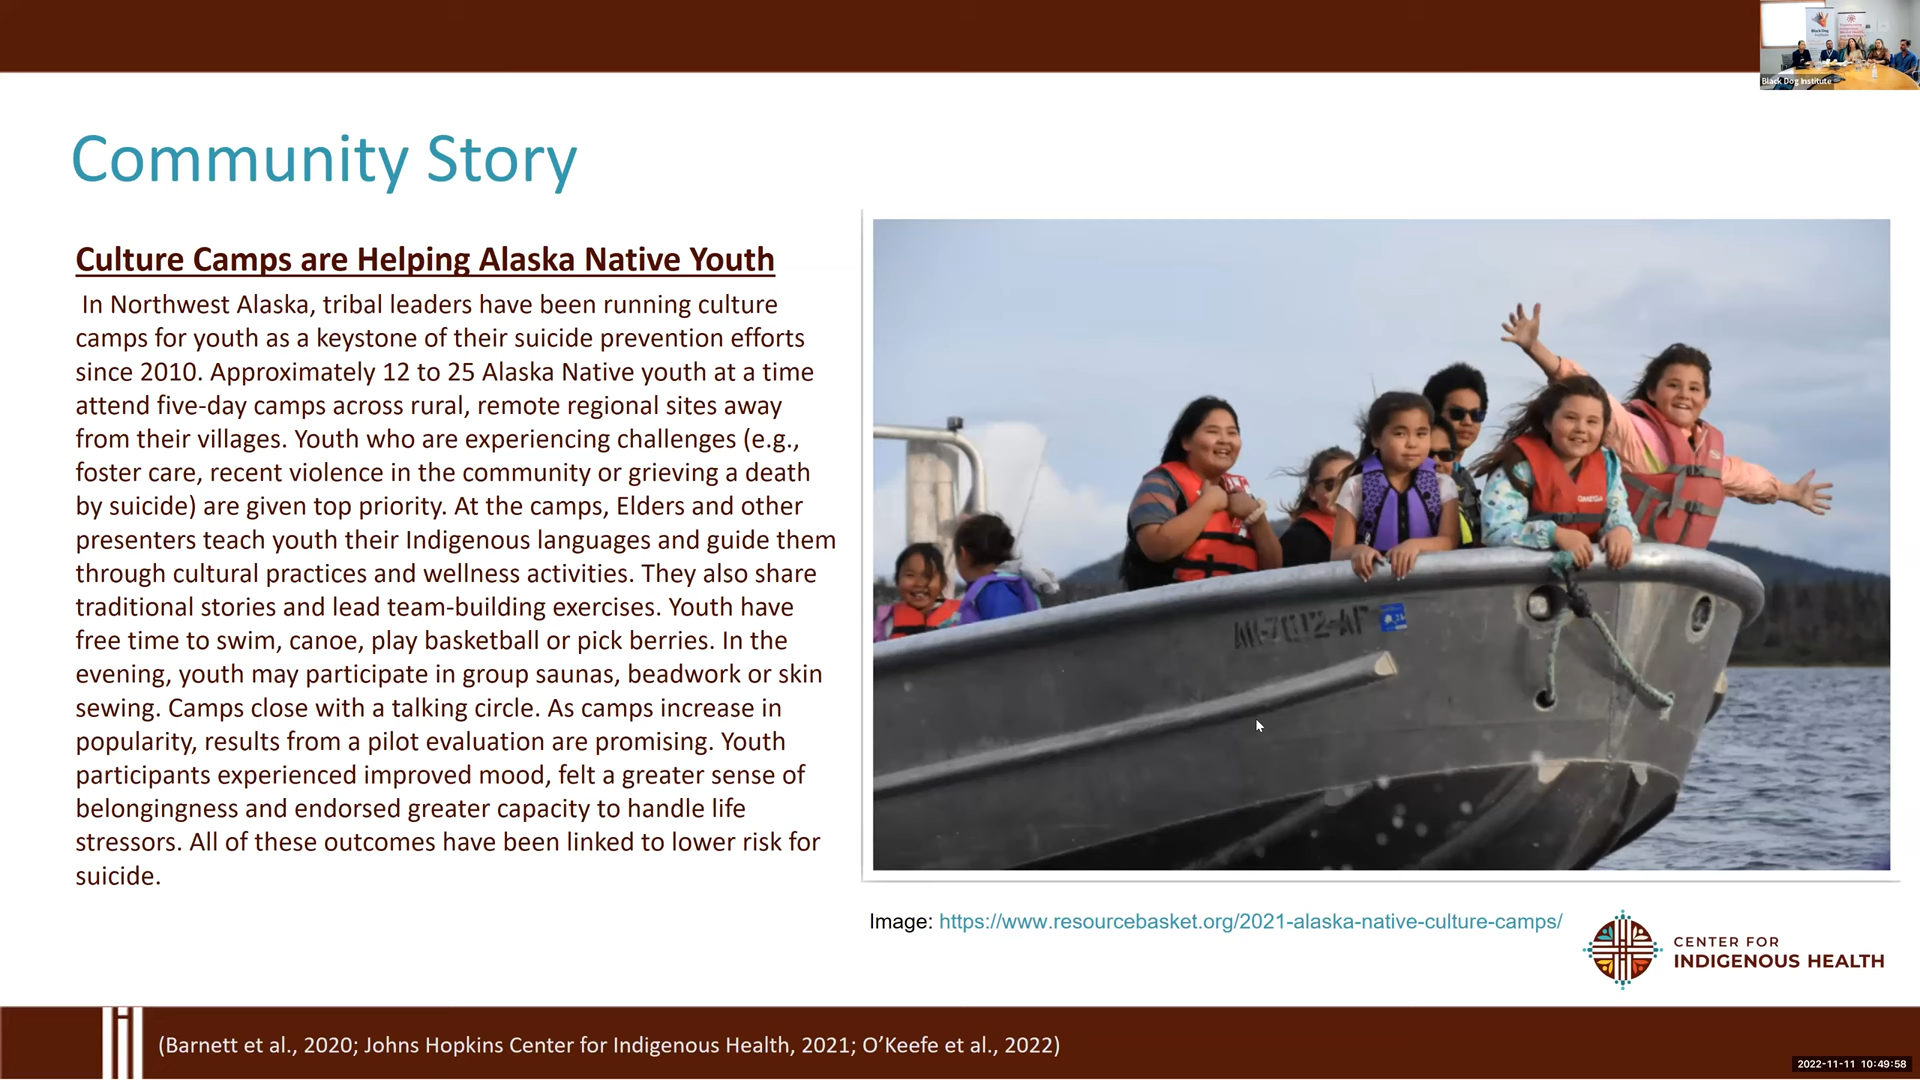 Black Dog Institute
Community Story
Culture Camps are Helping Alaska Native Youth
In Northwest Alaska, tribal leaders have been running culture
camps for youth as a keystone of their suicide prevention efforts
since 2010. Approximately 12 to 25 Alaska Native youth at a time
attend five-day camps across rural, remote regional sites away
from their villages. Youth who are experiencing challenges (e.g.,
foster care, recent violence in the community or grieving a death
by suicide) are given top priority. At the camps, Elders and other
presenters teach youth their Indigenous languages and guide them
through cultural practices and wellness activities. They also share
traditional stories and lead team-building exercises. Youth have
free time to swim, canoe, play basketball or pick berries. In the
evening, youth may participate in group saunas, beadwork or skin
sewing. Camps close with a talking circle. As camps increase in
popularity, results from a pilot evaluation are promising. Youth
participants experienced improved mood, felt a greater sense of
belongingness and endorsed greater capacity to handle life
stressors. All of these outcomes have been linked to lower risk for
suicide.
OMEGA
AK-7012-AF
Image: https://www.resourcebasket.org/2021-alaska-native-culture-camps/
CENTER FOR
INDIGENOUS HEALTH
(Barnett et al., 2020; Johns Hopkins Center for Indigenous Health, 2021; O’Keefe et al., 2022)
2022-11-11 10:49:58